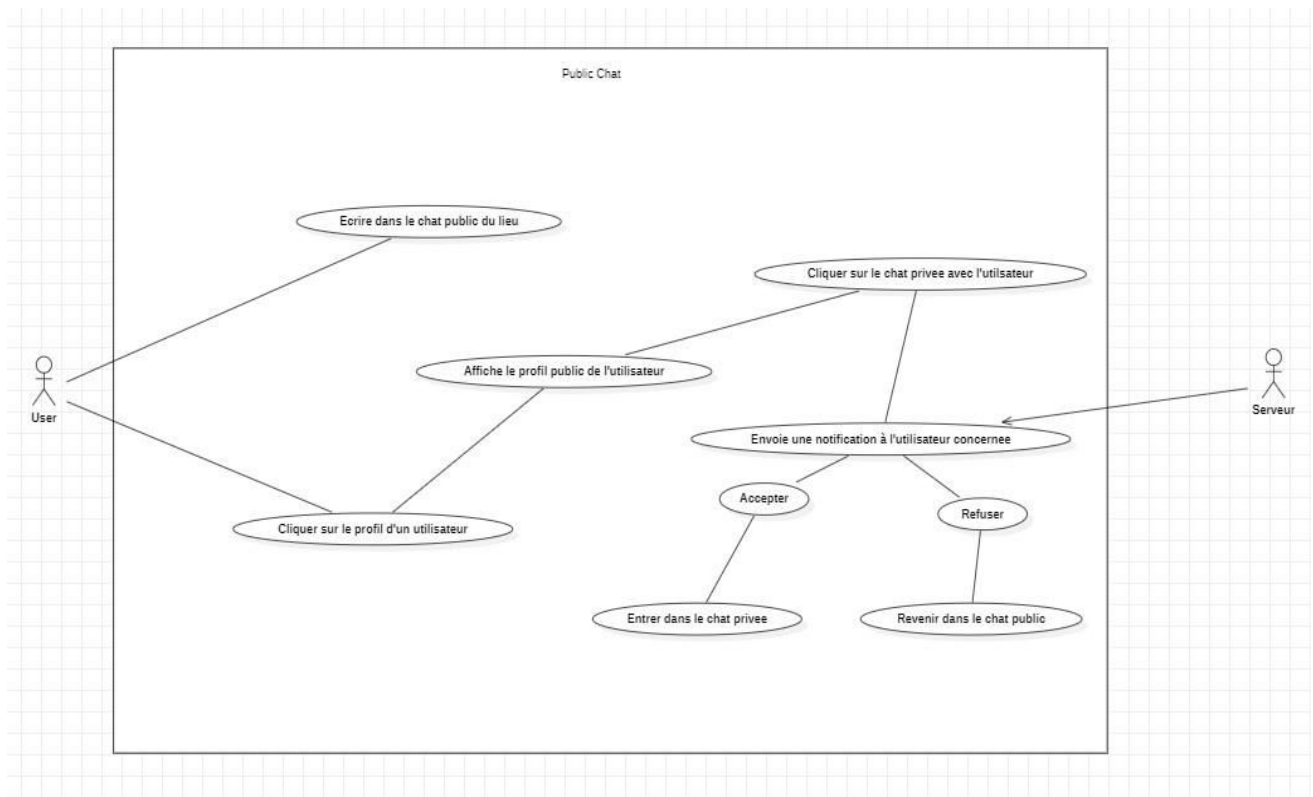 Public Chat
Ecrire dans le chat public du lieu
Cliquer sur le chat privee avec l'utilsateur
Affiche le profil public de l'utilisateur
User
Serveur
Envoie une notification à l'utilisateur concernee
Accepter
Refuser
Cliquer sur le profil d'un utilisateur
Entrer dans le chat privee
Revenir dans le chat public